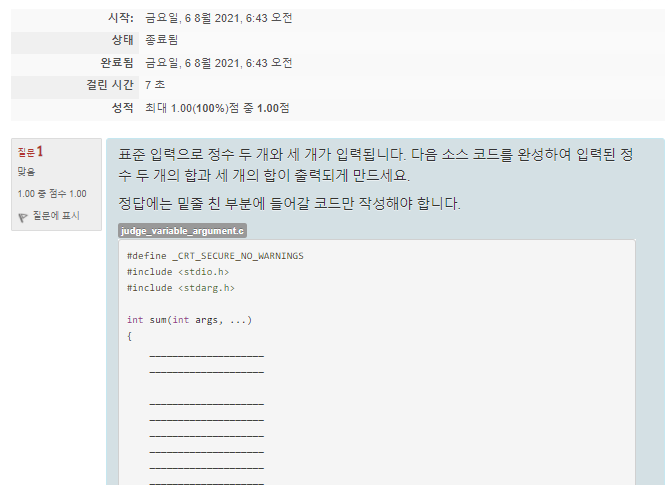 시작: 금요일, 6 8월 2021, 6:43 오전
상태 종료됨
완료됨 금요일, 6 8월 2021, 6:43 오전
걸린 시간 7 초
성적 최대 1.00(100%)점 중 1.00점
질문1
맞음
1.00 중 점수 1.00
질문에 표시
표준 입력으로 정수 두 개와 세 개가 입력됩니다. 다음 소스 코드를 완성하여 입력된 정
수 두 개의 합과 세 개의 합이 출력되게 만드세요.
정답에는 밑줄 친 부분에 들어갈 코드만 작성해야 합니다.
judge_variable_argument.c
#define _CRT_SECURE_NO_WARNINGS
#include <stdio.h>
#include <stdarg.h>
int sum(int args, ...)
{
____________________
____________________
____________________
____________________
____________________
____________________
____________________
____________________